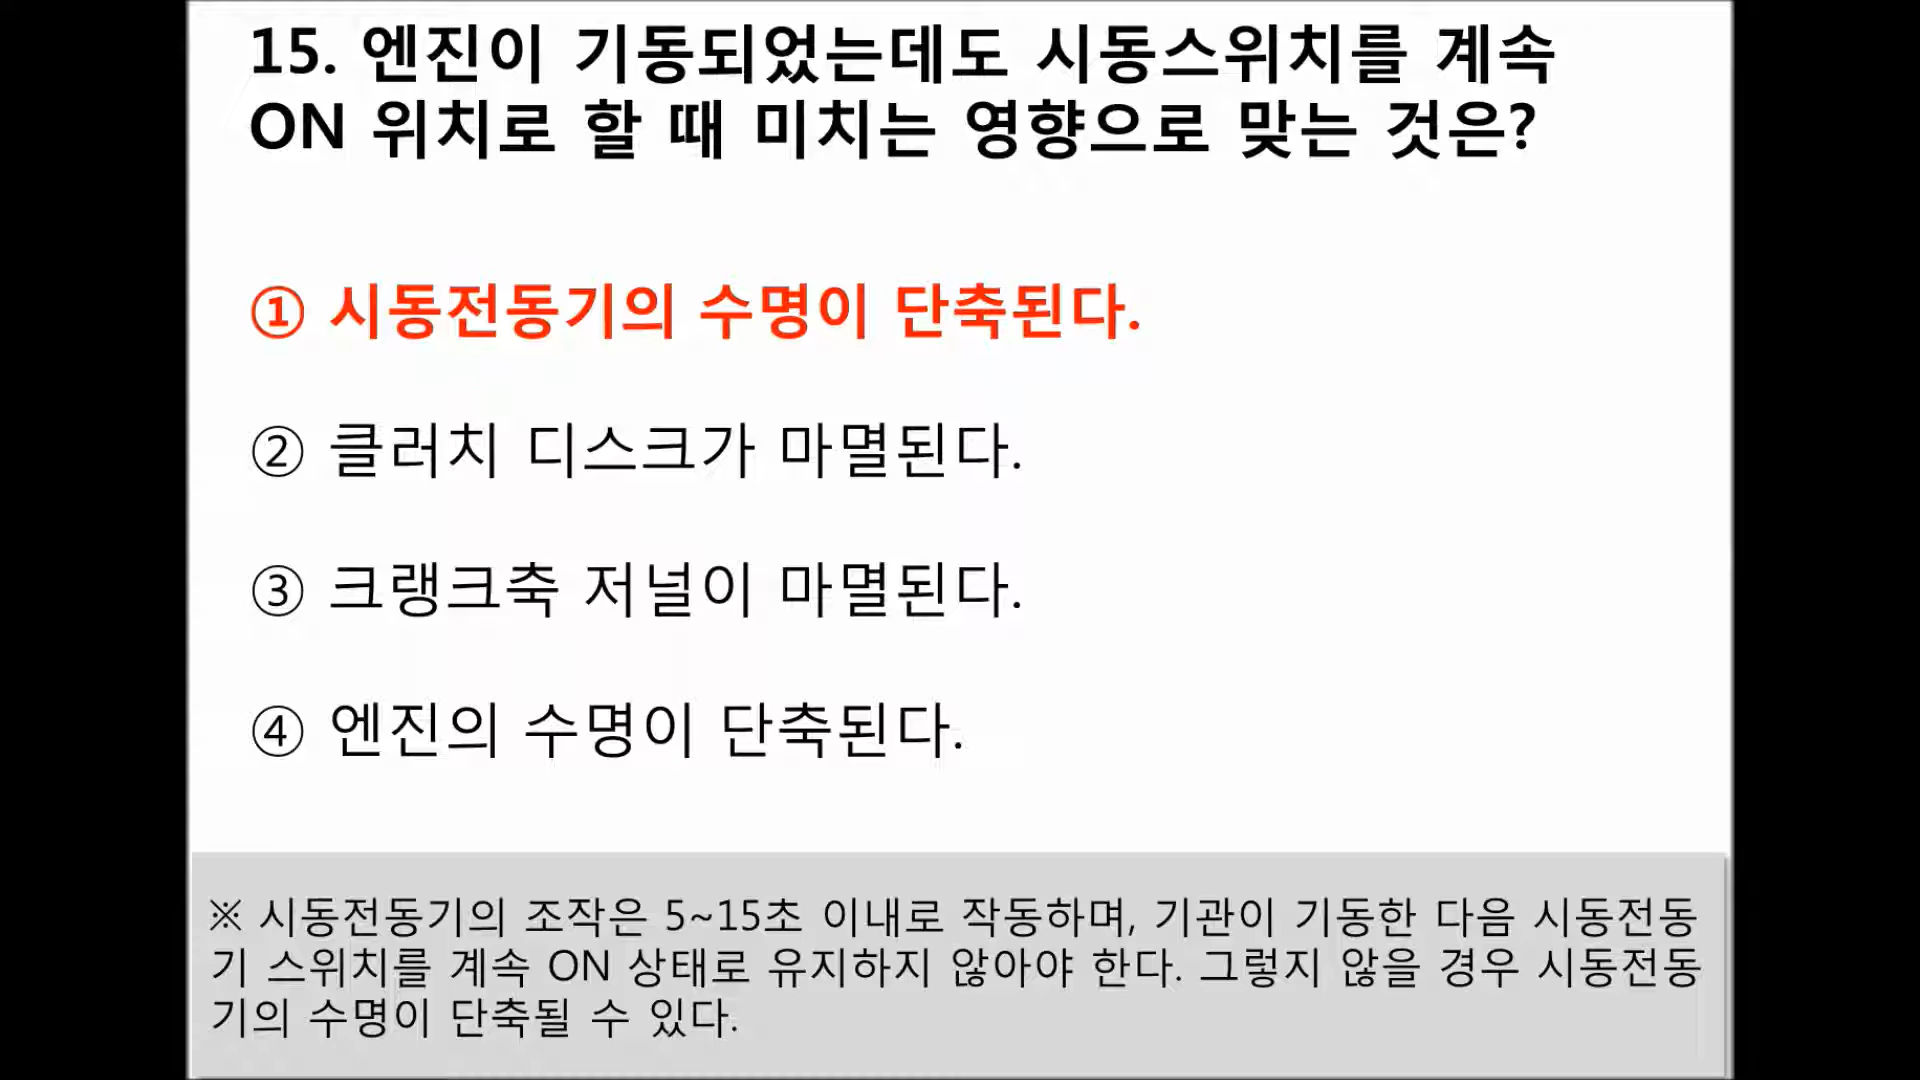 15. 엔진이 기동되었는데도 시동스위치를 계속
ON 위치로 할 때 미치는 영향으로 맞는 것은?
① 시동전동기의 수명이 단축된다.
② 클러치 디스크가 마멸된다.
③ 크랭크축 저널이 마멸된다.
④ 엔진의 수명이 단축된다.
※ 시동전동기의 조작은 5~15초 이내로 작동하며, 기관이 기동한 다음 시동전동
기 스위치를 계속 ON 상태로 유지하지 않아야 한다. 그렇지 않을 경우 시동전동
기의 수명이 단축될 수 있다.